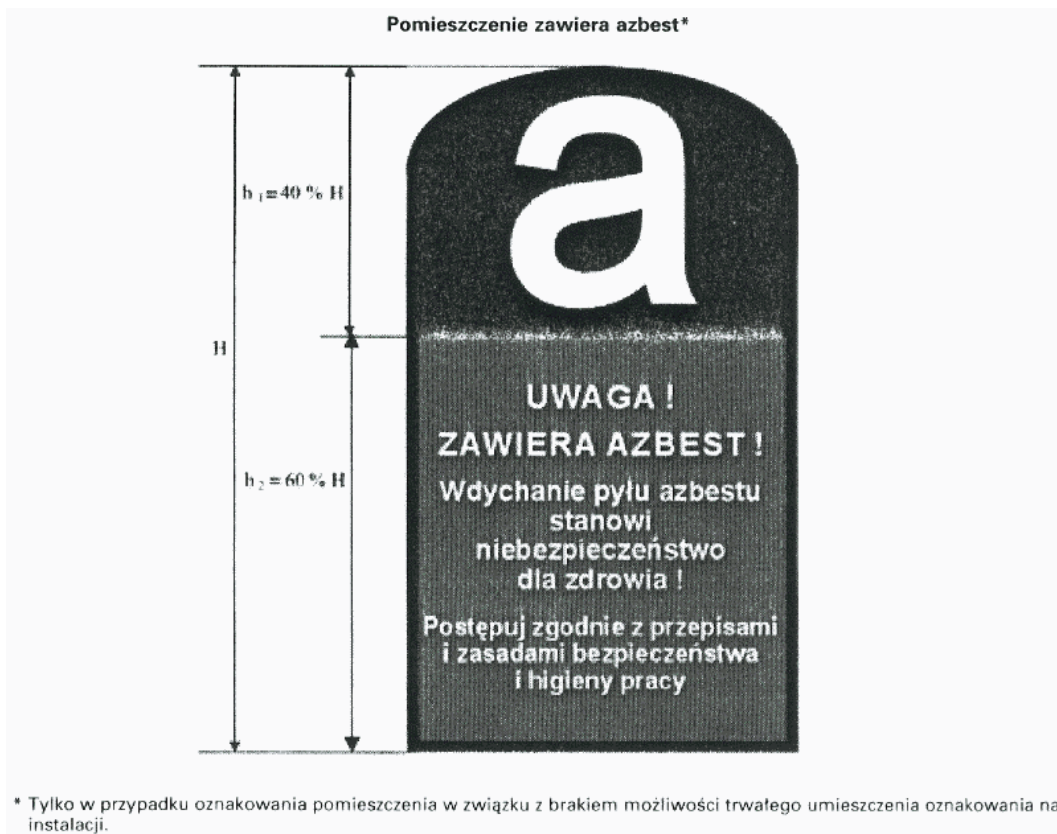 Pomieszczenie zawiera azbest*
h1=40 % H
H
h2=60 % H
a
UWAGA !
ZAWIERA AZBEST !
Wdychanie pyłu azbestu
stanowi
niebezpieczeństwo
dla zdrowia !
Postępuj zgodnie z przepisami
i zasadami bezpieczeństwa
i higieny pracy
* Tylko w przypadku oznakowania pomieszczenia w związku z brakiem możliwości trwałego umieszczenia oznakowania na
instalacji.